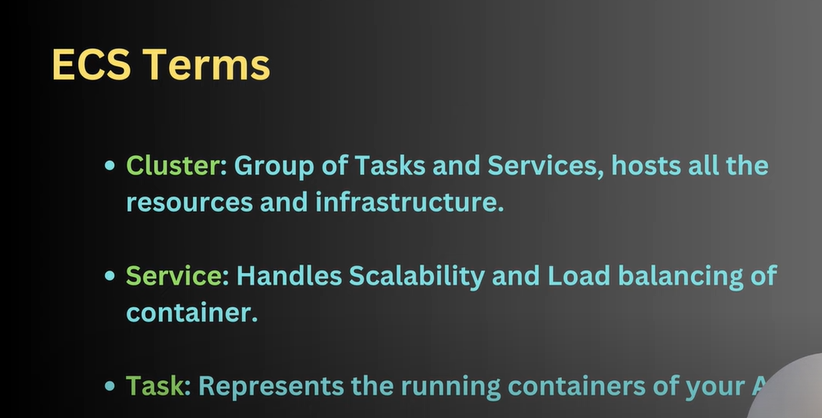 ECS Terms
• Cluster: Group of Tasks and Services, hosts all the
resources and infrastructure.
• Service: Handles Scalability and Load balancing of
container.
• Task: Represents the running containers of your